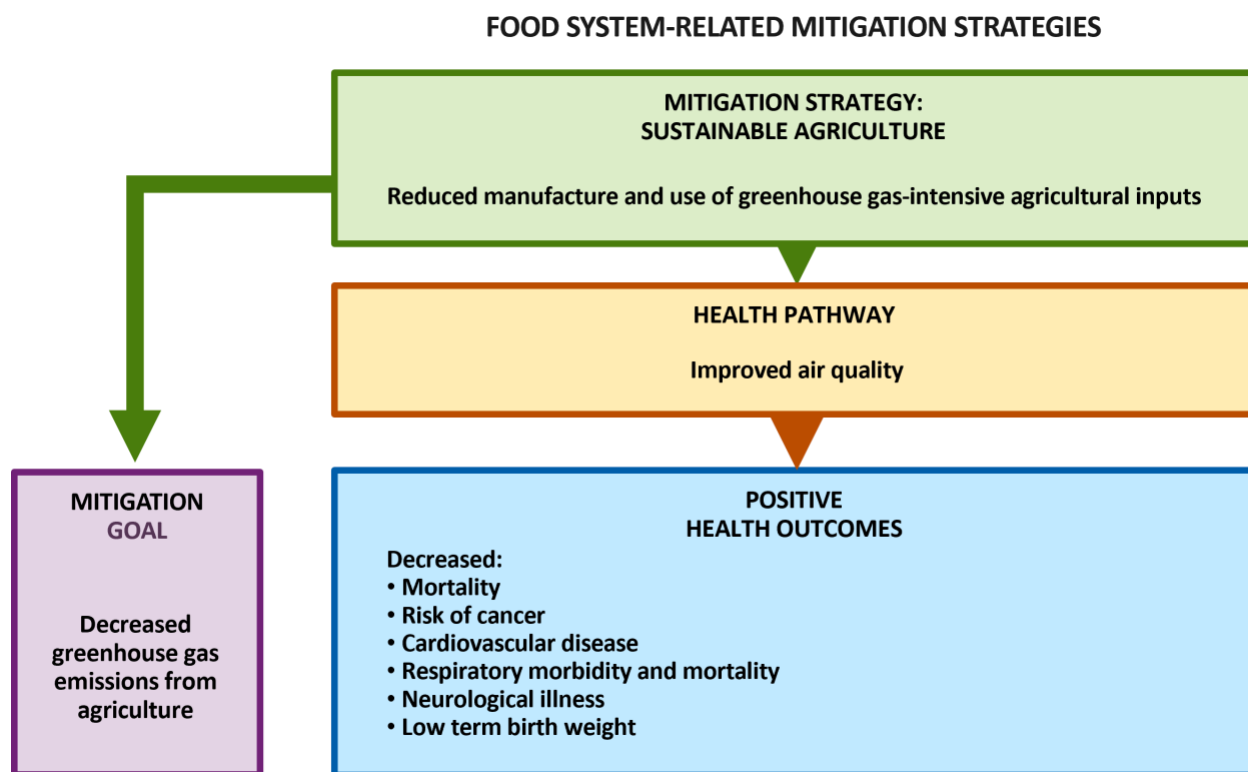 FOOD SYSTEM-RELATED MITIGATION STRATEGIES
MITIGATION STRATEGY:
SUSTAINABLE AGRICULTURE
Reduced manufacture and use of greenhouse gas-intensive agricultural inputs
HEALTH PATHWAY
Improved air quality
MITIGATION
GOAL
Decreased
greenhouse gas
emissions from
agriculture
POSITIVE
HEALTH OUTCOMES
Decreased:
• Mortality
• Risk of cancer
• Cardiovascular disease
• Respiratory morbidity and mortality
• Neurological illness
• Low term birth weight